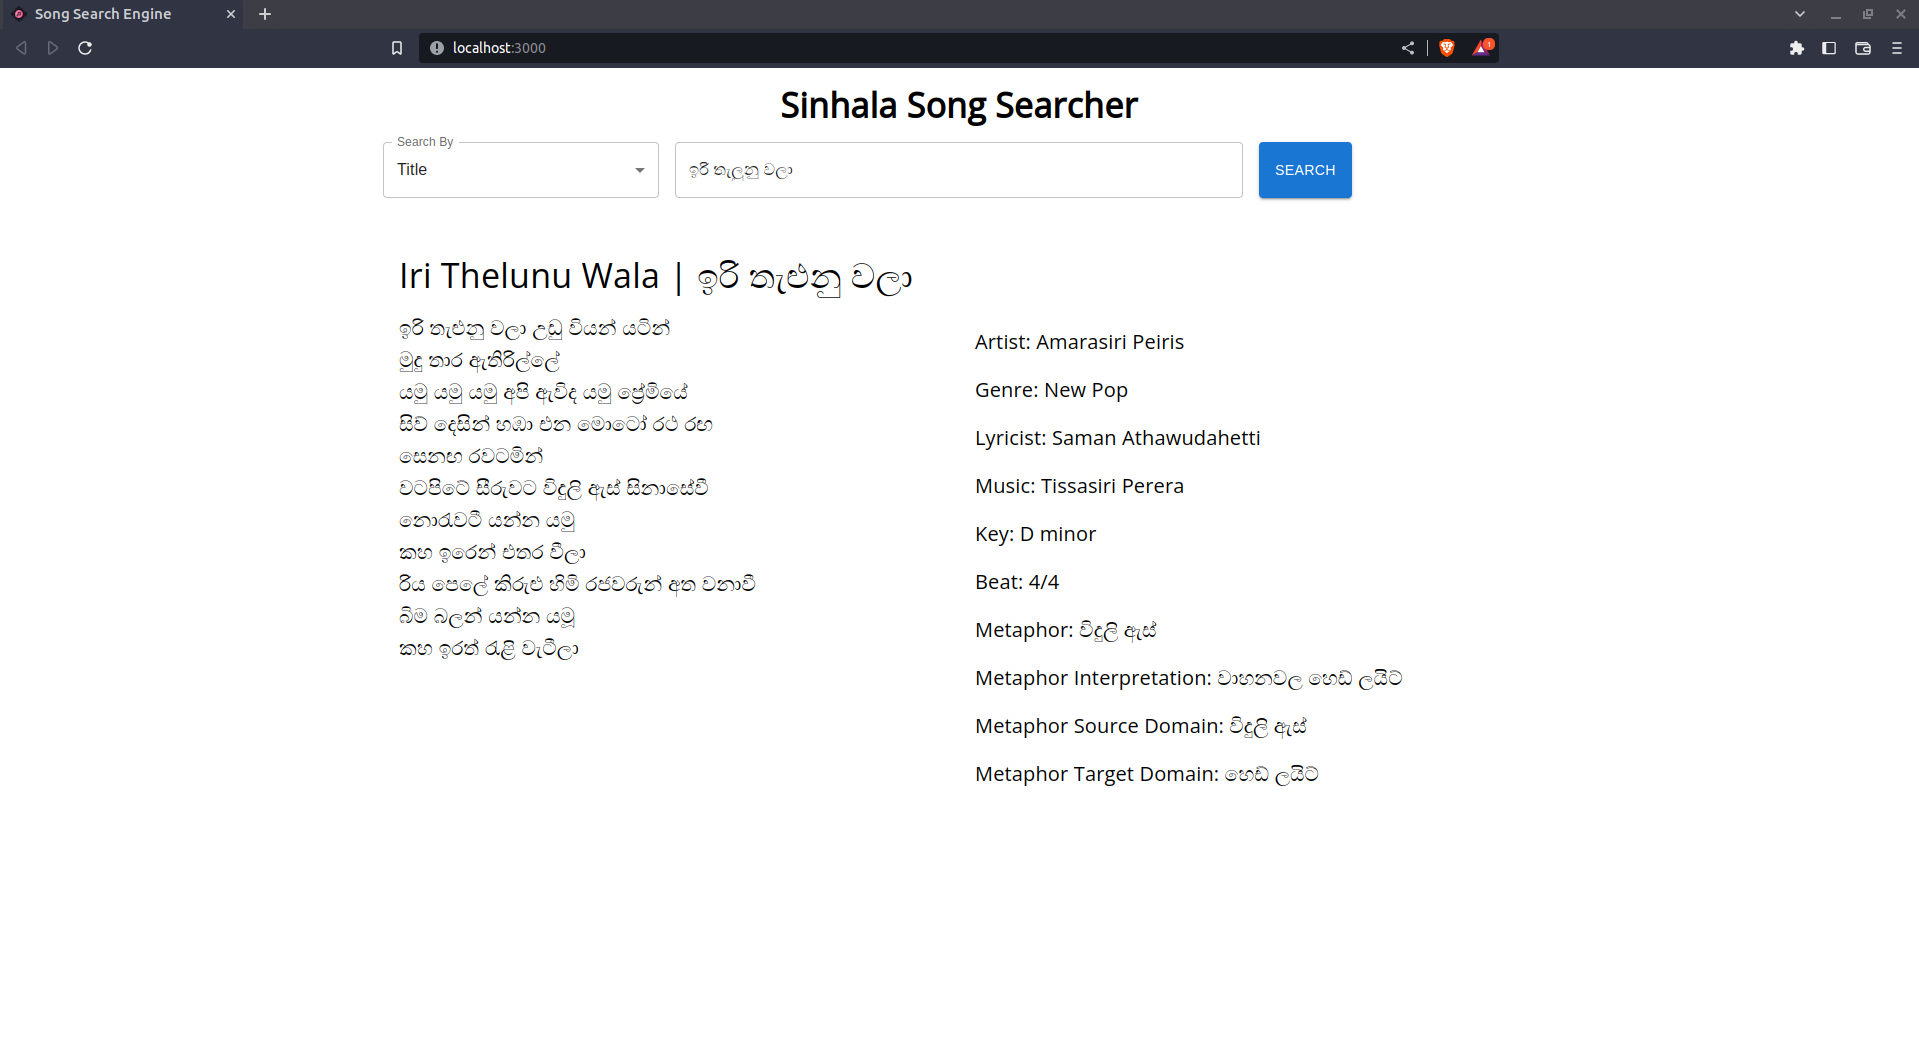 Song Search Engine
localhost:3000
1
Sinhala Song Searcher
Search By
Title
ඉරි තැලුනු වලා
SEARCH
Iri Thelunu Wala | ඉරි තැළුනු වලා
ඉරි තැළුනු වලා උඩු වියන් යටින්
මුදු තාර ඇතිරිල්ලේ
යමු යමු යමු අපි ඇවිද යමු ප්‍රේමියේ
සිව් දෙසින් හඹා එන මොටෝ රථ රඟ
සෙනඟ රවටමින්
වටපිටේ සීරුවට විදුලි ඇස් සිනාසේවී
නොරැවටී යන්න යමු
කහ ඉරෙන් එතර වීලා
රිය පෙලේ කිරුළු හිමි රජවරුන් අත වනාවී
බිම බලන් යන්න යමූ
කහ ඉරත් රැළි වැටීලා
Artist: Amarasiri Peiris
Genre: New Pop
Lyricist: Saman Athawudahetti
Music: Tissasiri Perera
Key: D minor
Beat: 4/4
Metaphor: විදුලි ඇස්
Metaphor Interpretation: වාහනවල හෙඩ් ලයිට්
Metaphor Source Domain: විදුලි ඇස්
Metaphor Target Domain: හෙඩ් ලයිට්